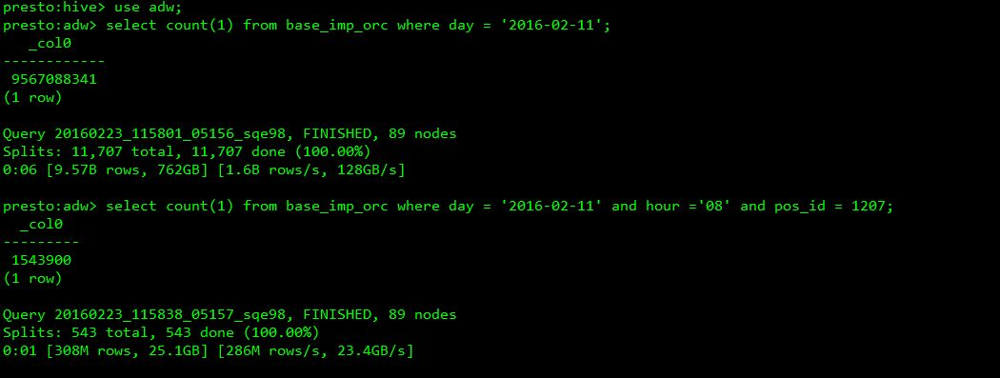 presto:hive> use adw;
presto:adw> select count(1) from base_imp_orc where day = '2016-02-11';
_col0
------------
9567088341
(1 row)
Query 20160223_115801_05156_sqe98, FINISHED, 89 nodes
Splits: 11,707 total, 11,707 done (100.00%)
0:06 [9.57B rows, 762GB] [1.6B rows/s, 128GB/s]
presto:adw> select count(1) from base_imp_orc where day = '2016-02-11' and hour ='08' and pos_id = 1207;
_col0
---------
1543900
(1 row)
Query 20160223_115838_05157_sqe98, FINISHED, 89 nodes
Splits: 543 total, 543 done (100.00%)
0:01 [308M rows, 25.1GB] [286M rows/s, 23.4GB/s]